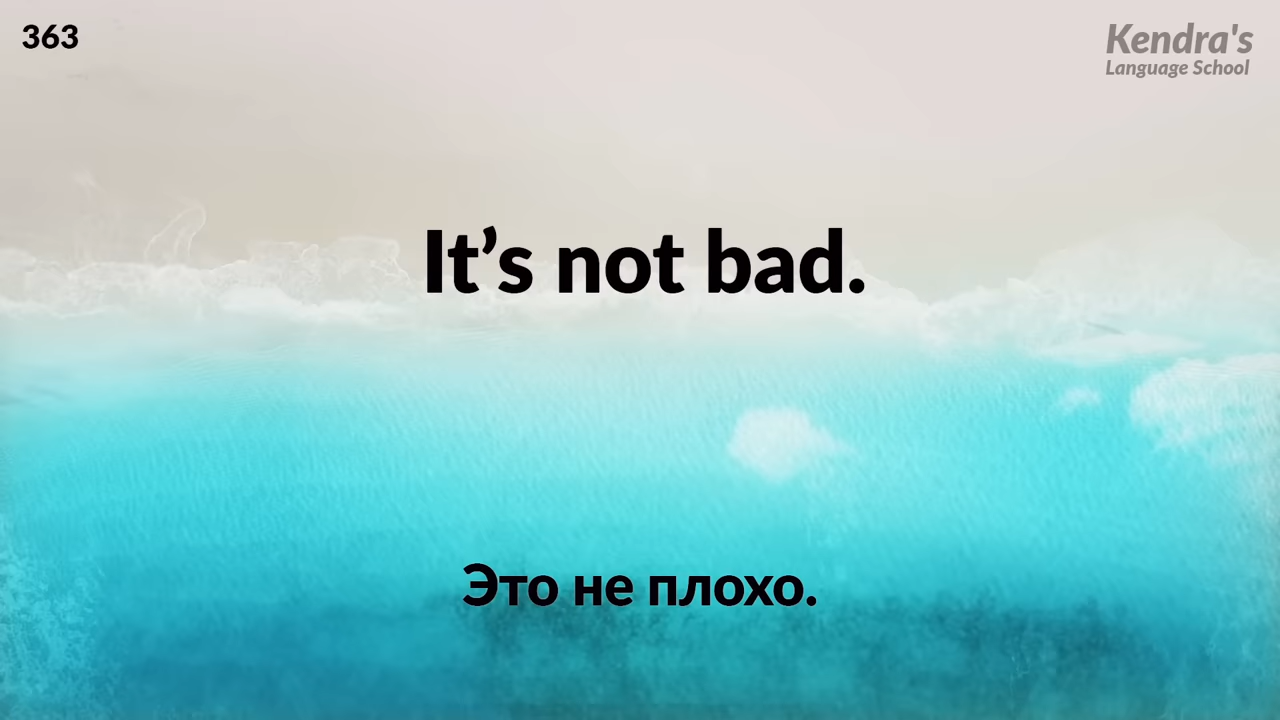 363
Kendra's
Language School
It’s not bad.
Это не плохо.